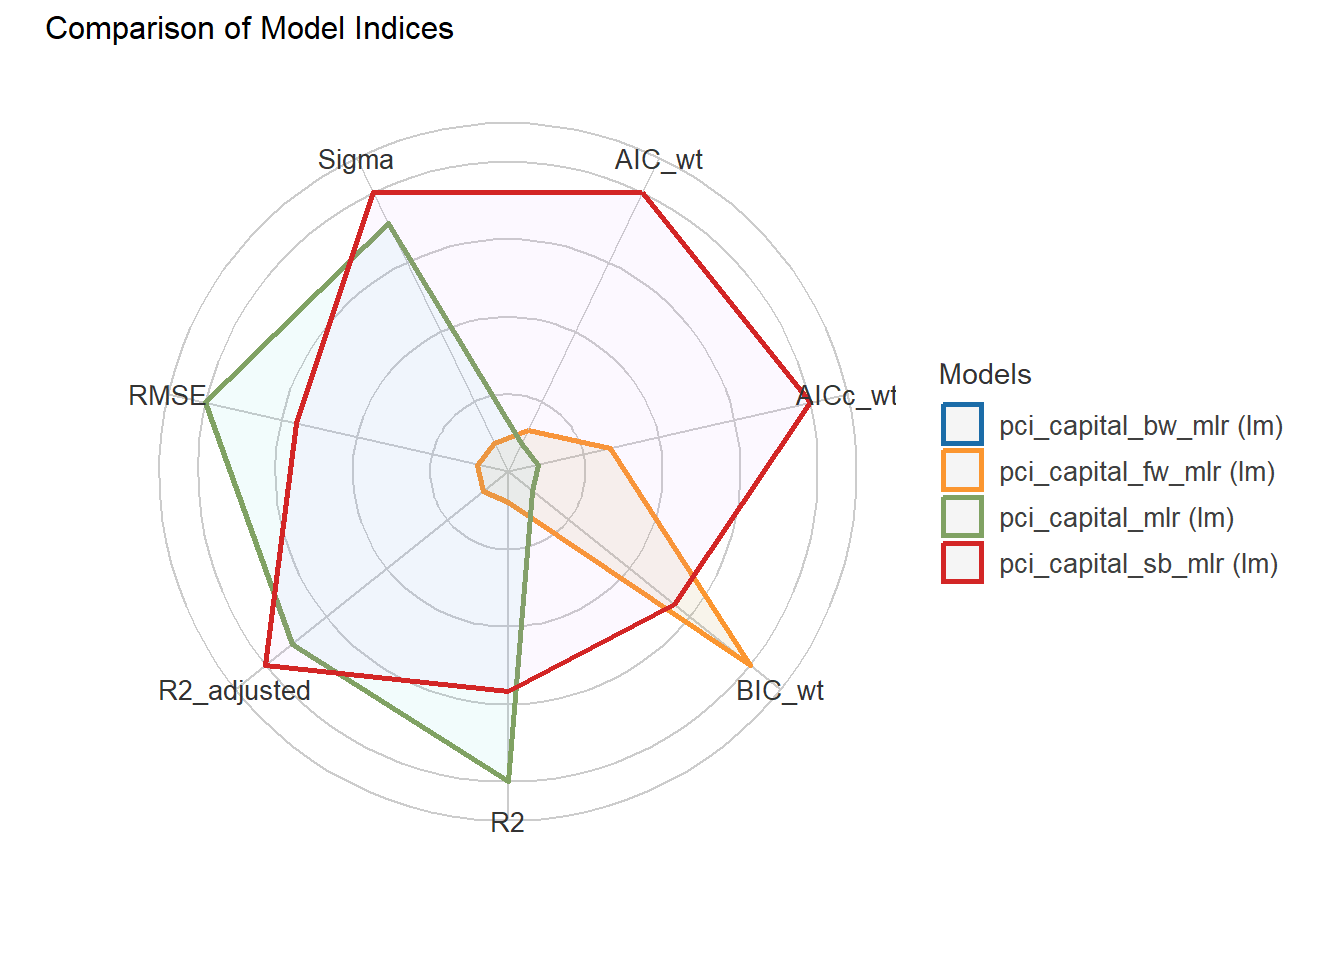 Comparison of Model Indices
Sigma
AIC_wt
RMSE
AICc_wt
R2_adjusted
BIC_wt
R2
Models
pci_capital_bw_mlr (lm)
pci_capital_fw_mlr (lm)
pci_capital_mlr (lm)
pci_capital_sb_mlr (lm)